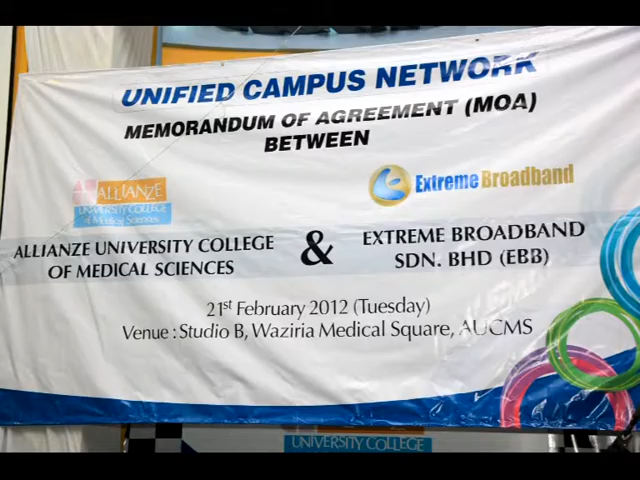 UNIFIED CAMPUS NETWORK
MEMORANDUM OF AGREEMENT (MOA)
BETWEEN
ALLIANZE
UNIVERSITY COLLEGE
of Medical Sciences
Extreme Broadband
ALLIANZE UNIVERSITY COLLEGE
OF MEDICAL SCIENCES
&
EXTREME BROADBAND
SDN. BHD (EBB)
21st February 2012 (Tuesday)
Venue : Studio B, Waziria Medical Square, AUCMS
UNIVERSITY COLLEGE